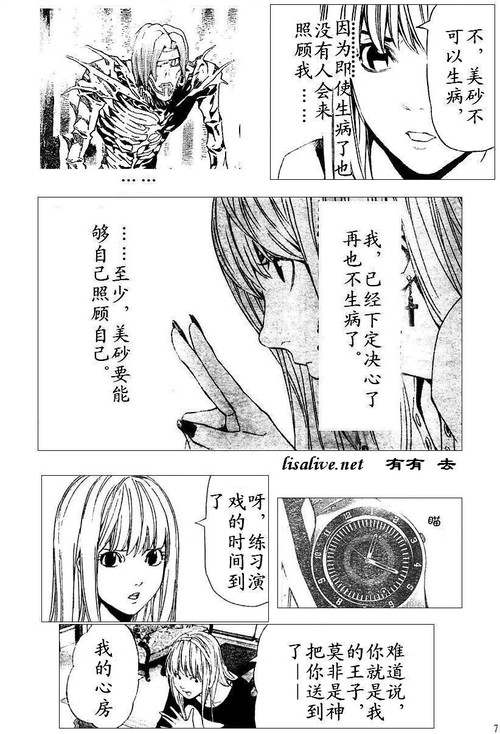 不，美砂不
可以生病，
因为即使生病了也
没有人会来
照顾我……
……
我，已经下定决心了
再也不生病了。
……至少，美砂要能
够自己照顾自己。
lisalive.net 有有 去
呀，练习演
戏的时间到
了
瞄
难道说，
你就是我
的王子，
莫非是神
把你送到
了——
我的心房
7